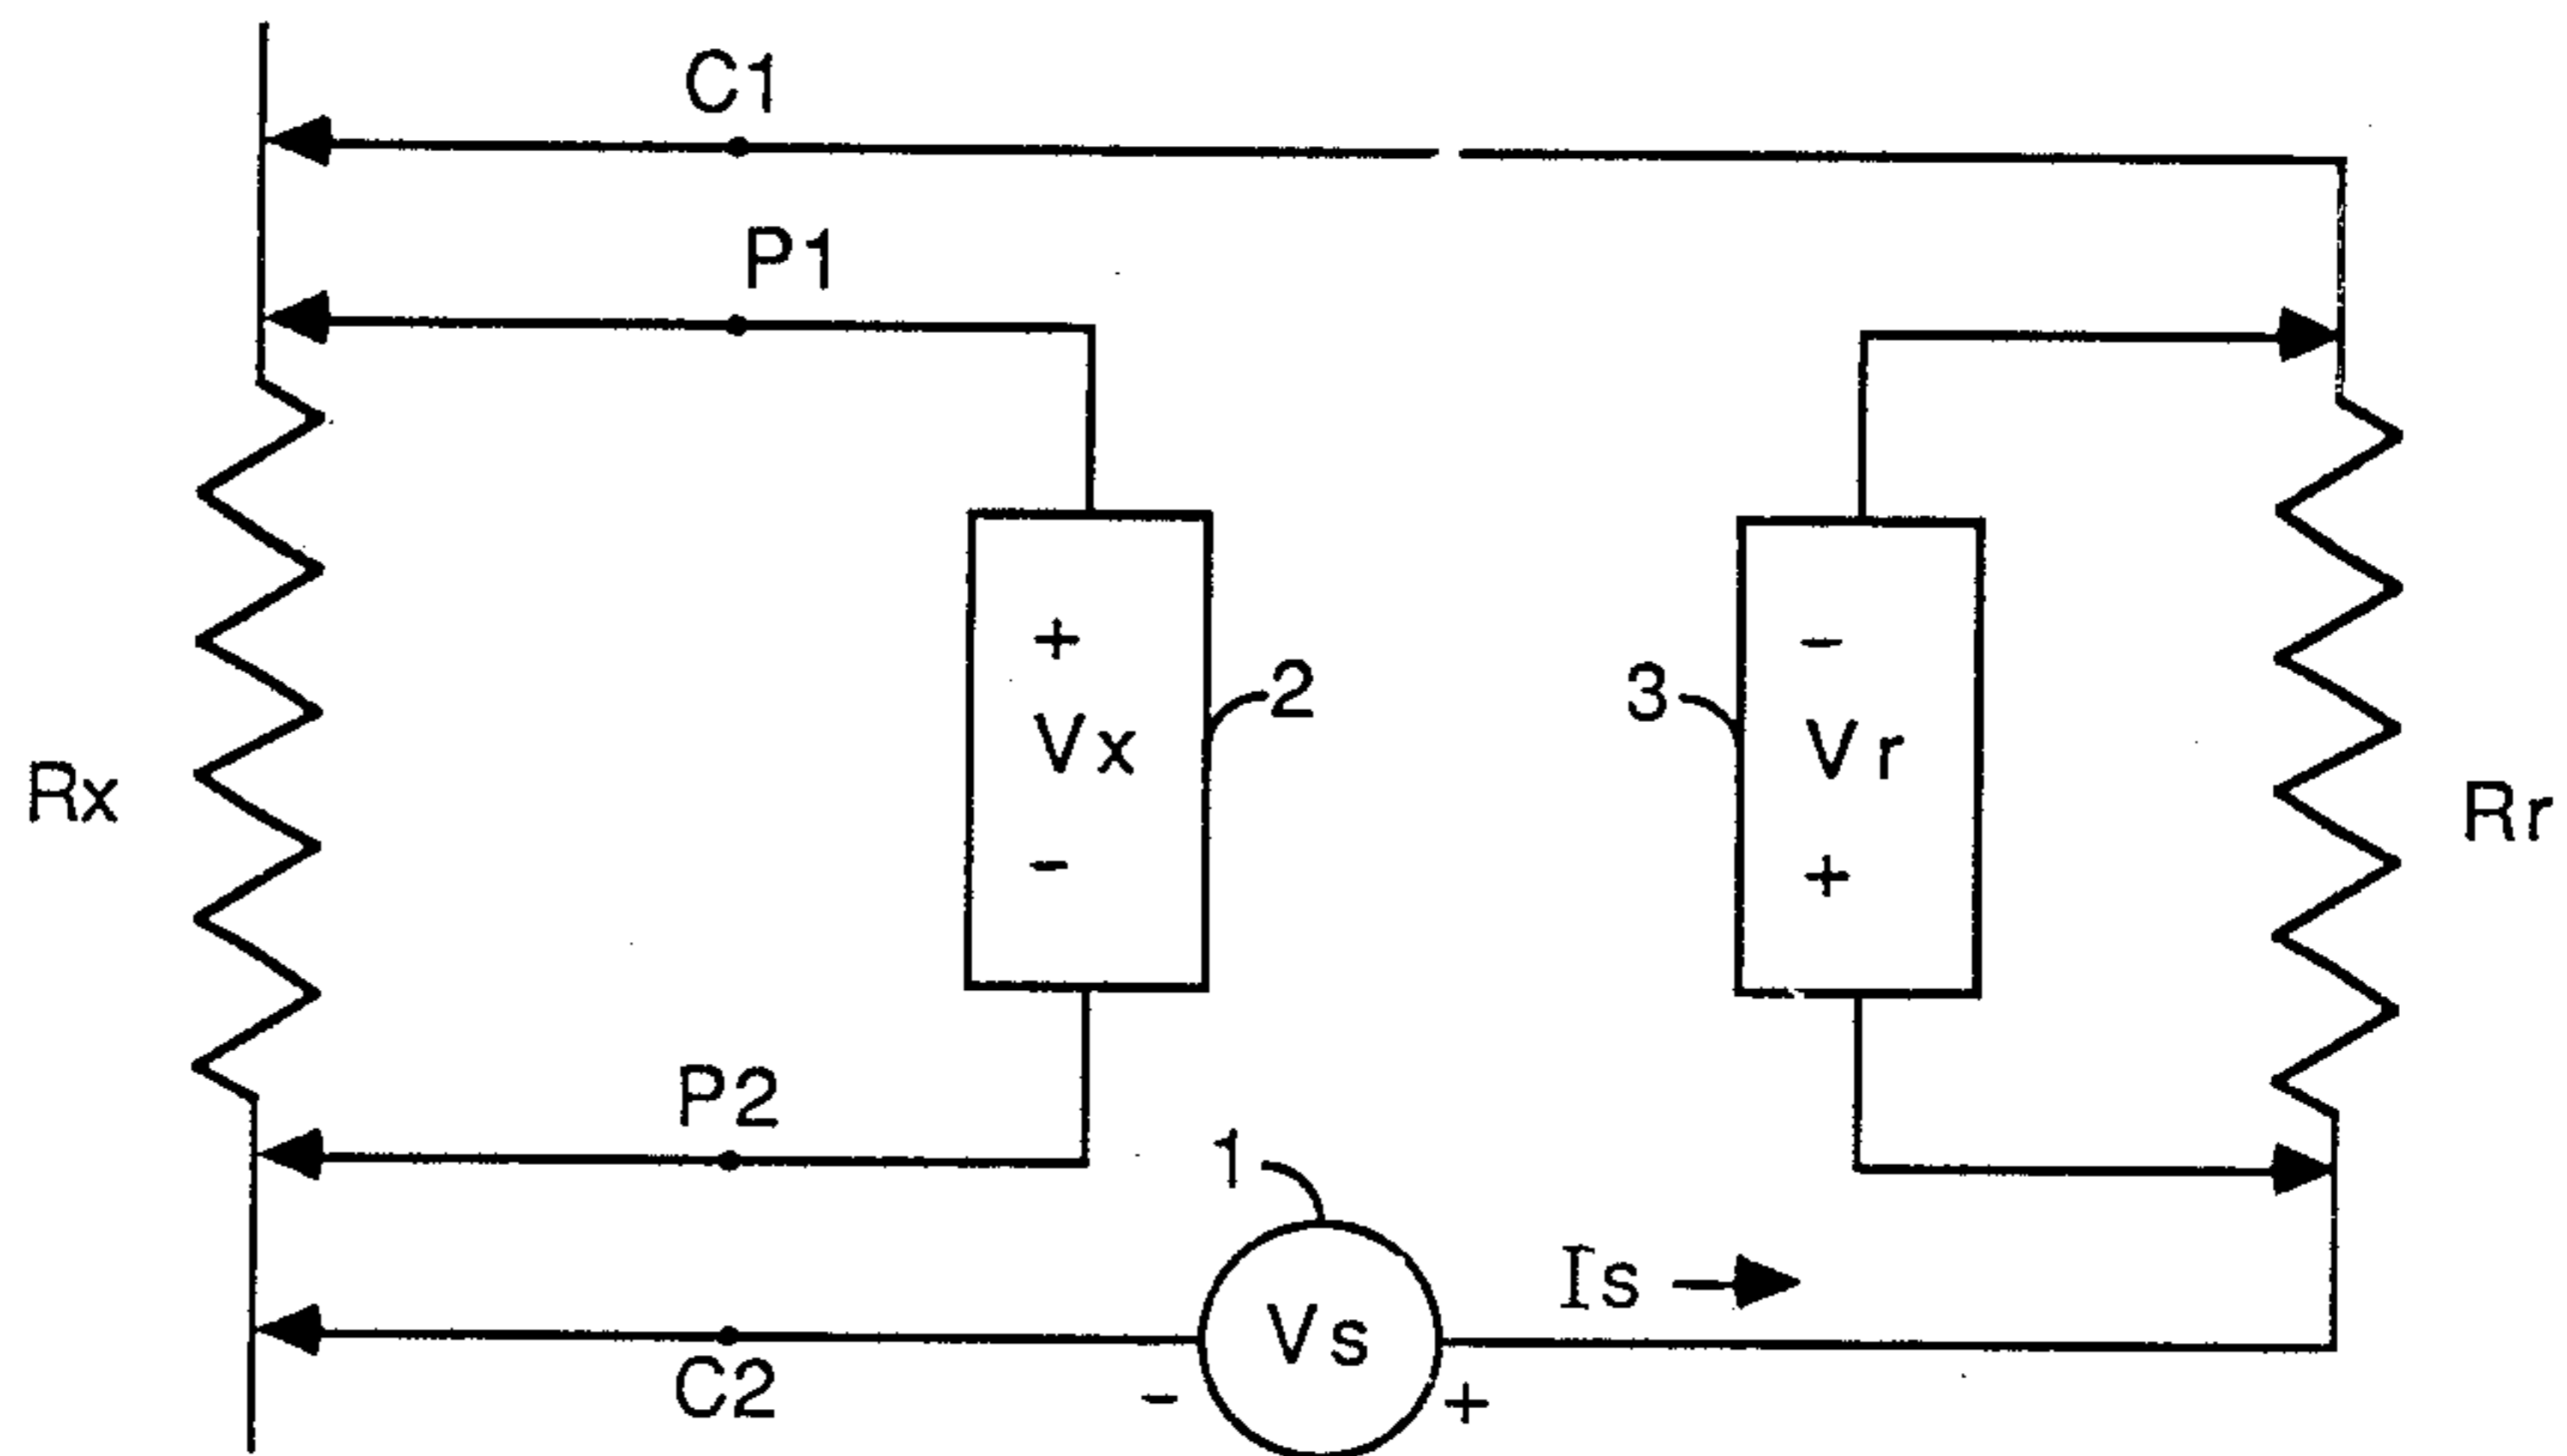 C1
P1
+
-
2
3
Vx
Vr
Rx
Rr
-
+
P2
1
Is
Vs
C2
-
+